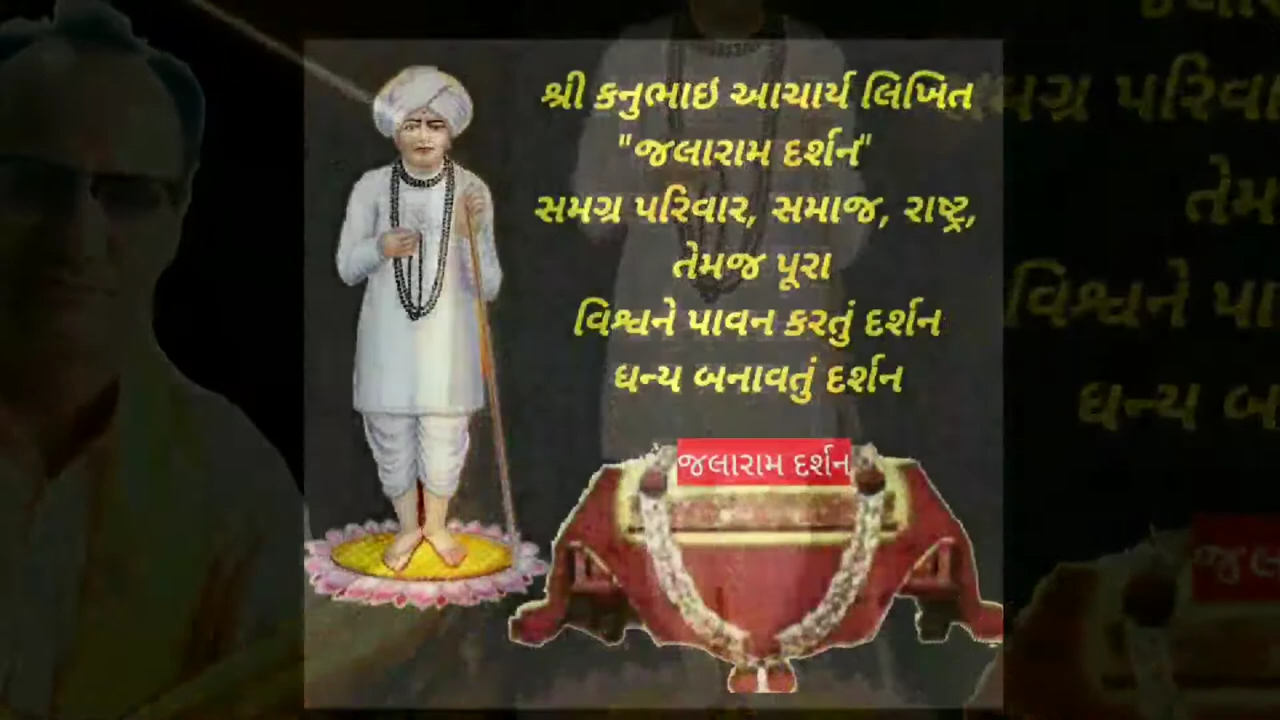 શ્રી કનુભાઇ આચાર્ય લિખિત
"જલારામ દર્શન"
સમગ્ર પરિવાર, સમાજ, રાષ્ટ્ર,
તેમજ પૂરા
વિશ્વને પાવન કરતું દર્શન
ધન્ય બનાવતું દર્શન
જલારામ દર્શન